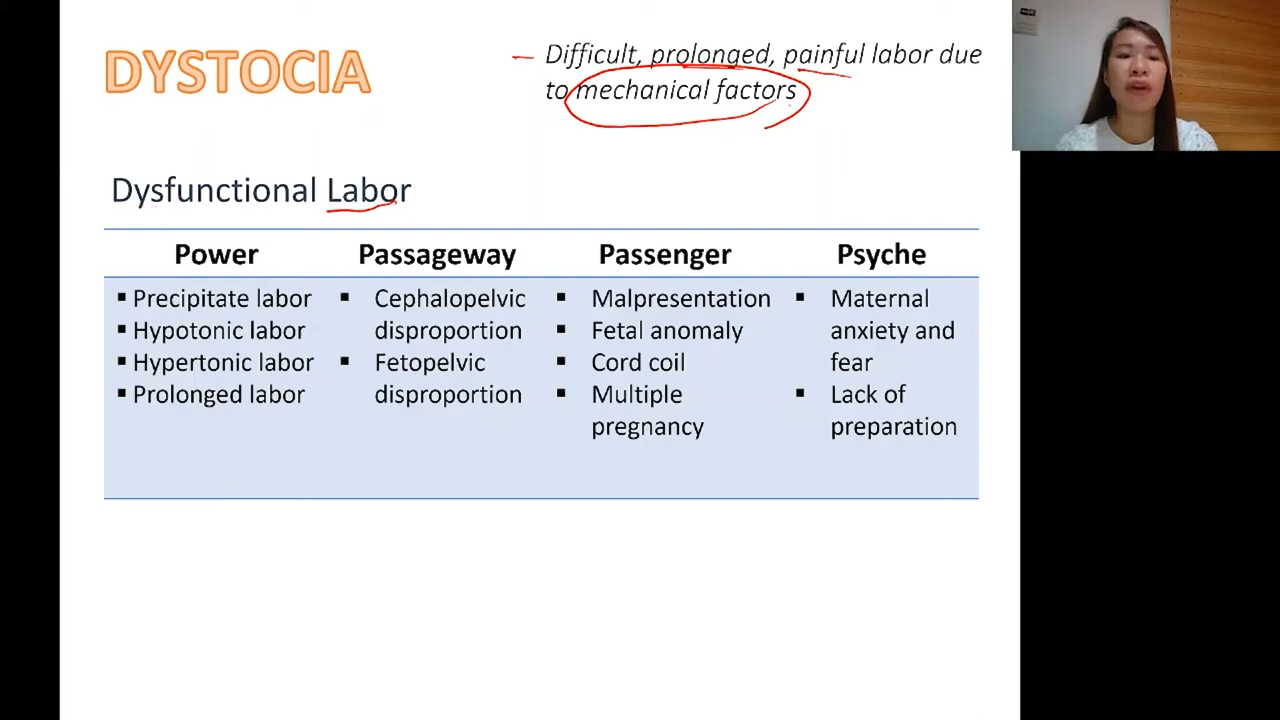 DYSTOCIA
Difficult, prolonged, painful labor due
to mechanical factors
Dysfunctional Labor
Power Passageway Passenger Psyche
▪ Precipitate labor
▪ Hypotonic labor
▪ Hypertonic labor
▪ Prolonged labor
▪ Cephalopelvic
disproportion
▪ Fetopelvic
disproportion
▪ Malpresentation
▪ Fetal anomaly
▪ Cord coil
▪ Multiple
pregnancy
▪ Maternal
anxiety and
fear
▪ Lack of
preparation